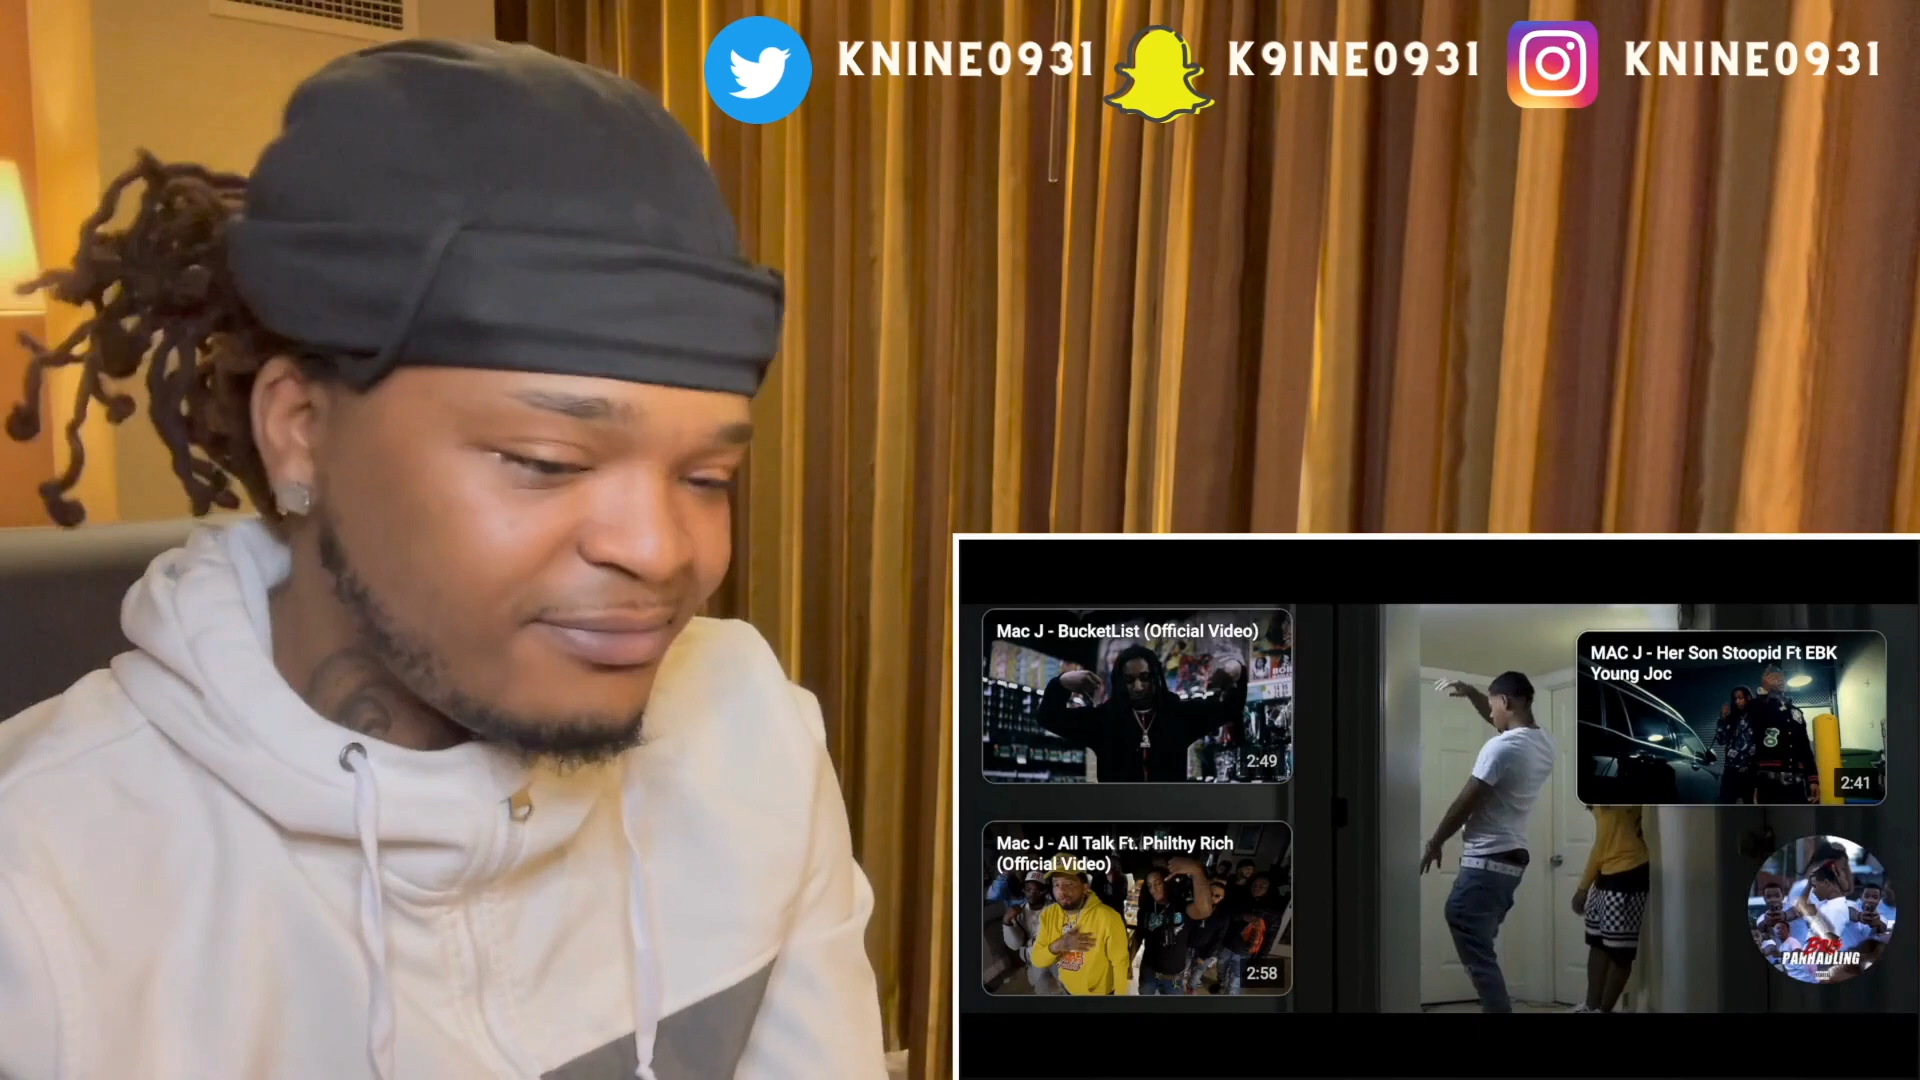 KNINE0931
K9INE0931
KNINE0931
Mac J - BucketList (Official Video)
2:49
MAC J - Her Son Stoopid Ft EBK
Young Joc
2:41
Mac J - All Talk Ft. Philthy Rich
(Official Video)
2:58
PANHADLING